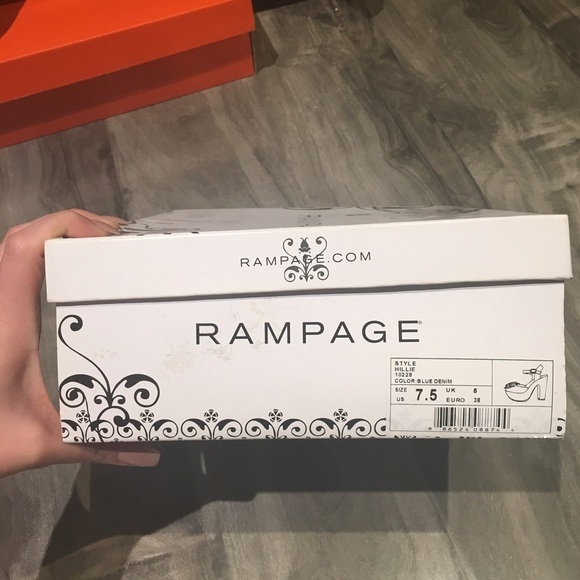 RAMPAGE.COM
RAMPAGE®
STYLE
HILLIE
10228
COLOR:BLUE DENIM
SIZE 7.5 UK 6
US EURO 38